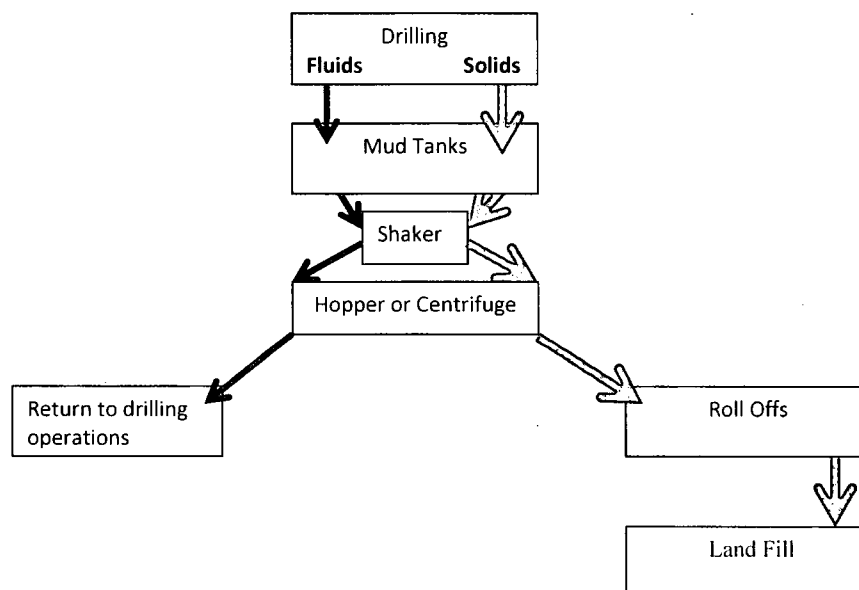 Drilling
Fluids Solids
Mud Tanks
Shaker
Hopper or Centrifuge
Return to drilling
operations
Roll Offs
Land Fill